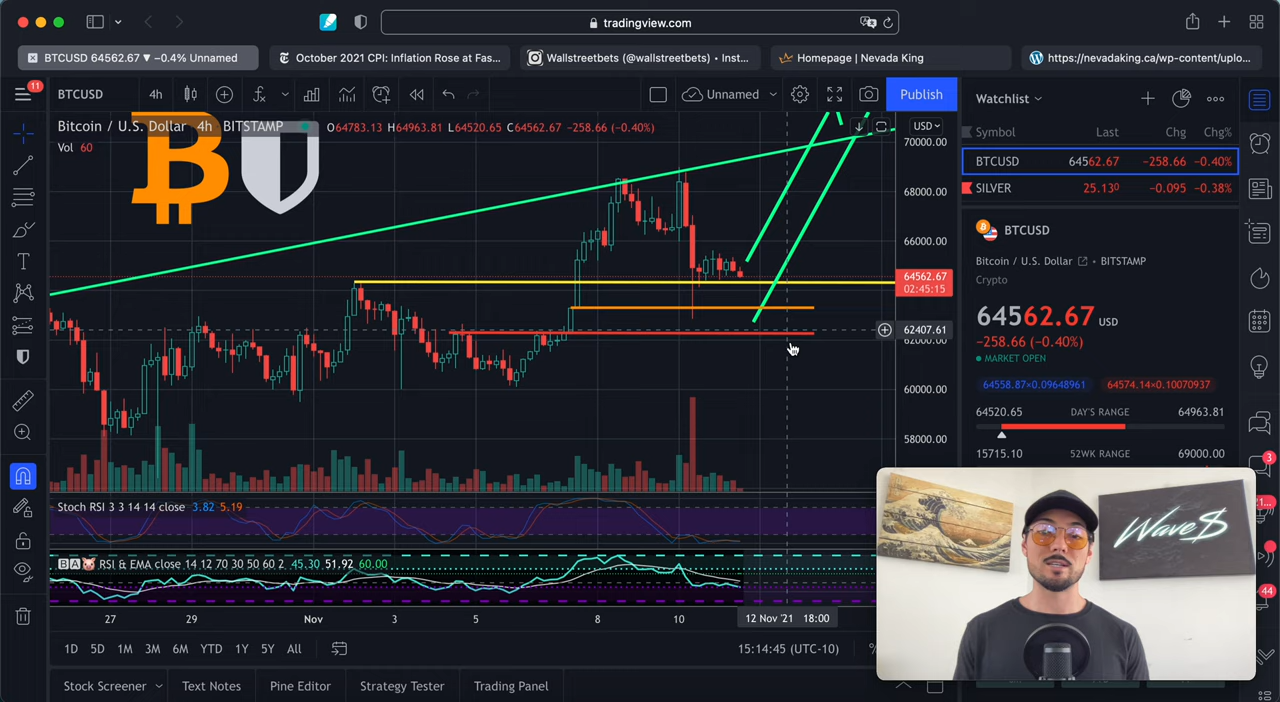 tradingview.com
BTCUSD 64562.67 ▼ −0.4% Unnamed
October 2021 CPI: Inflation Rose at Fas...
Wallstreetbets (@wallstreetbets) • Inst...
Homepage | Nevada King
https://nevadaking.ca/wp-content/uplo...
11
BTCUSD
4h
Unnamed
Publish
Watchlist
Bitcoin / U.S. Dollar 4h BITSTAMP O64783.13 H64963.81 L64520.65 C64562.67 −258.66 (−0.40%)
USD
Vol 60
Symbol Last Chg Chg%
BTCUSD 64562.67 −258.66 −0.40%
SILVER 25.130 −0.095 −0.38%
70000.00
68000.00
66000.00
64562.67
02:45:15
62407.61
62000.00
60000.00
58000.00
BTCUSD
Bitcoin / U.S. Dollar • BITSTAMP
Crypto
64562.67 USD
−258.66 (−0.40%)
MARKET OPEN
64558.87×0.09648961 64574.14×0.10070937
64520.65 DAY'S RANGE 64963.81
15715.10 52WK RANGE 69000.00
Stoch RSI 3 3 14 14 close 3.82 5.19
B A RSI & EMA close 14 12 70 30 50 60 2 45.30 51.92 60.00
27 29 Nov 3 5 8 10 12 Nov '21 18:00
1D 5D 1M 3M 6M YTD 1Y 5Y All
15:14:45 (UTC-10) %
Stock Screener Text Notes Pine Editor Strategy Tester Trading Panel
Wave$
3
21...
44